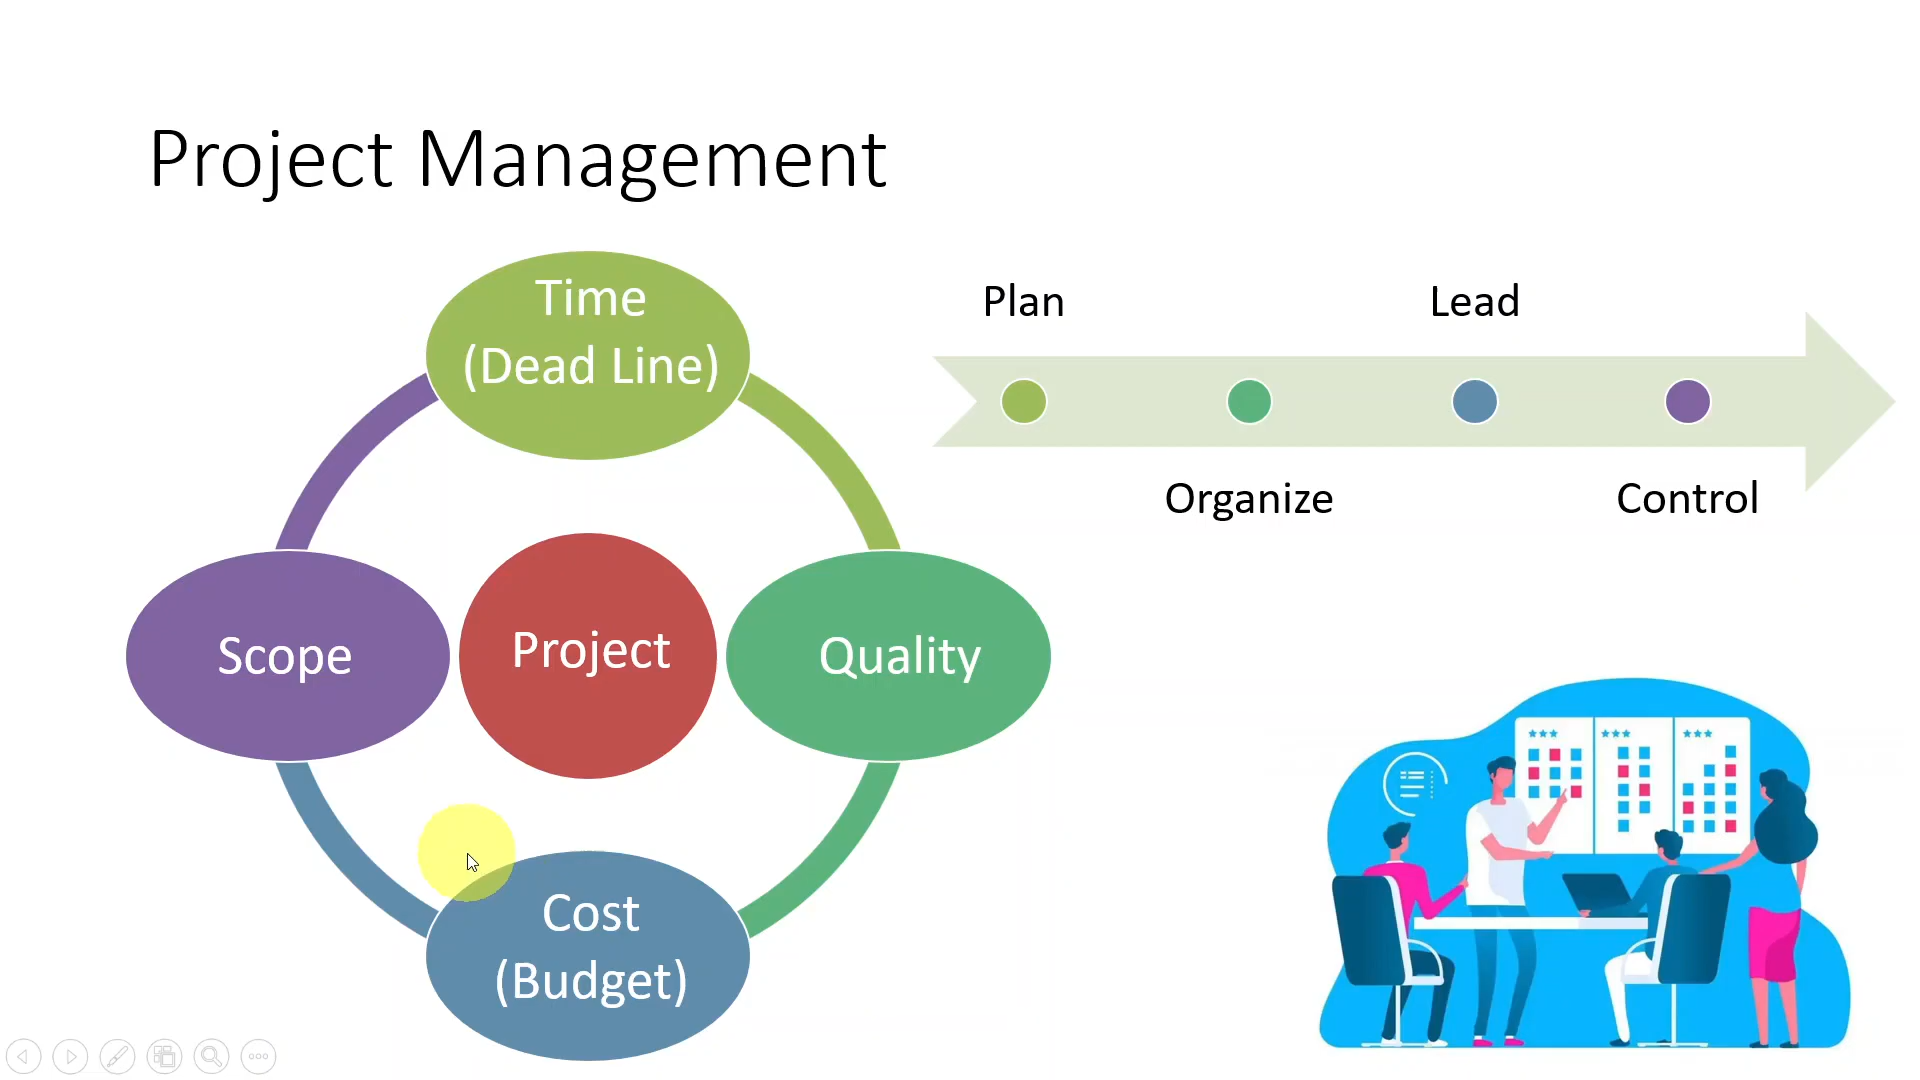 Project Management
Time
(Dead Line)
Scope
Project
Quality
Cost
(Budget)
Plan
Lead
Organize
Control